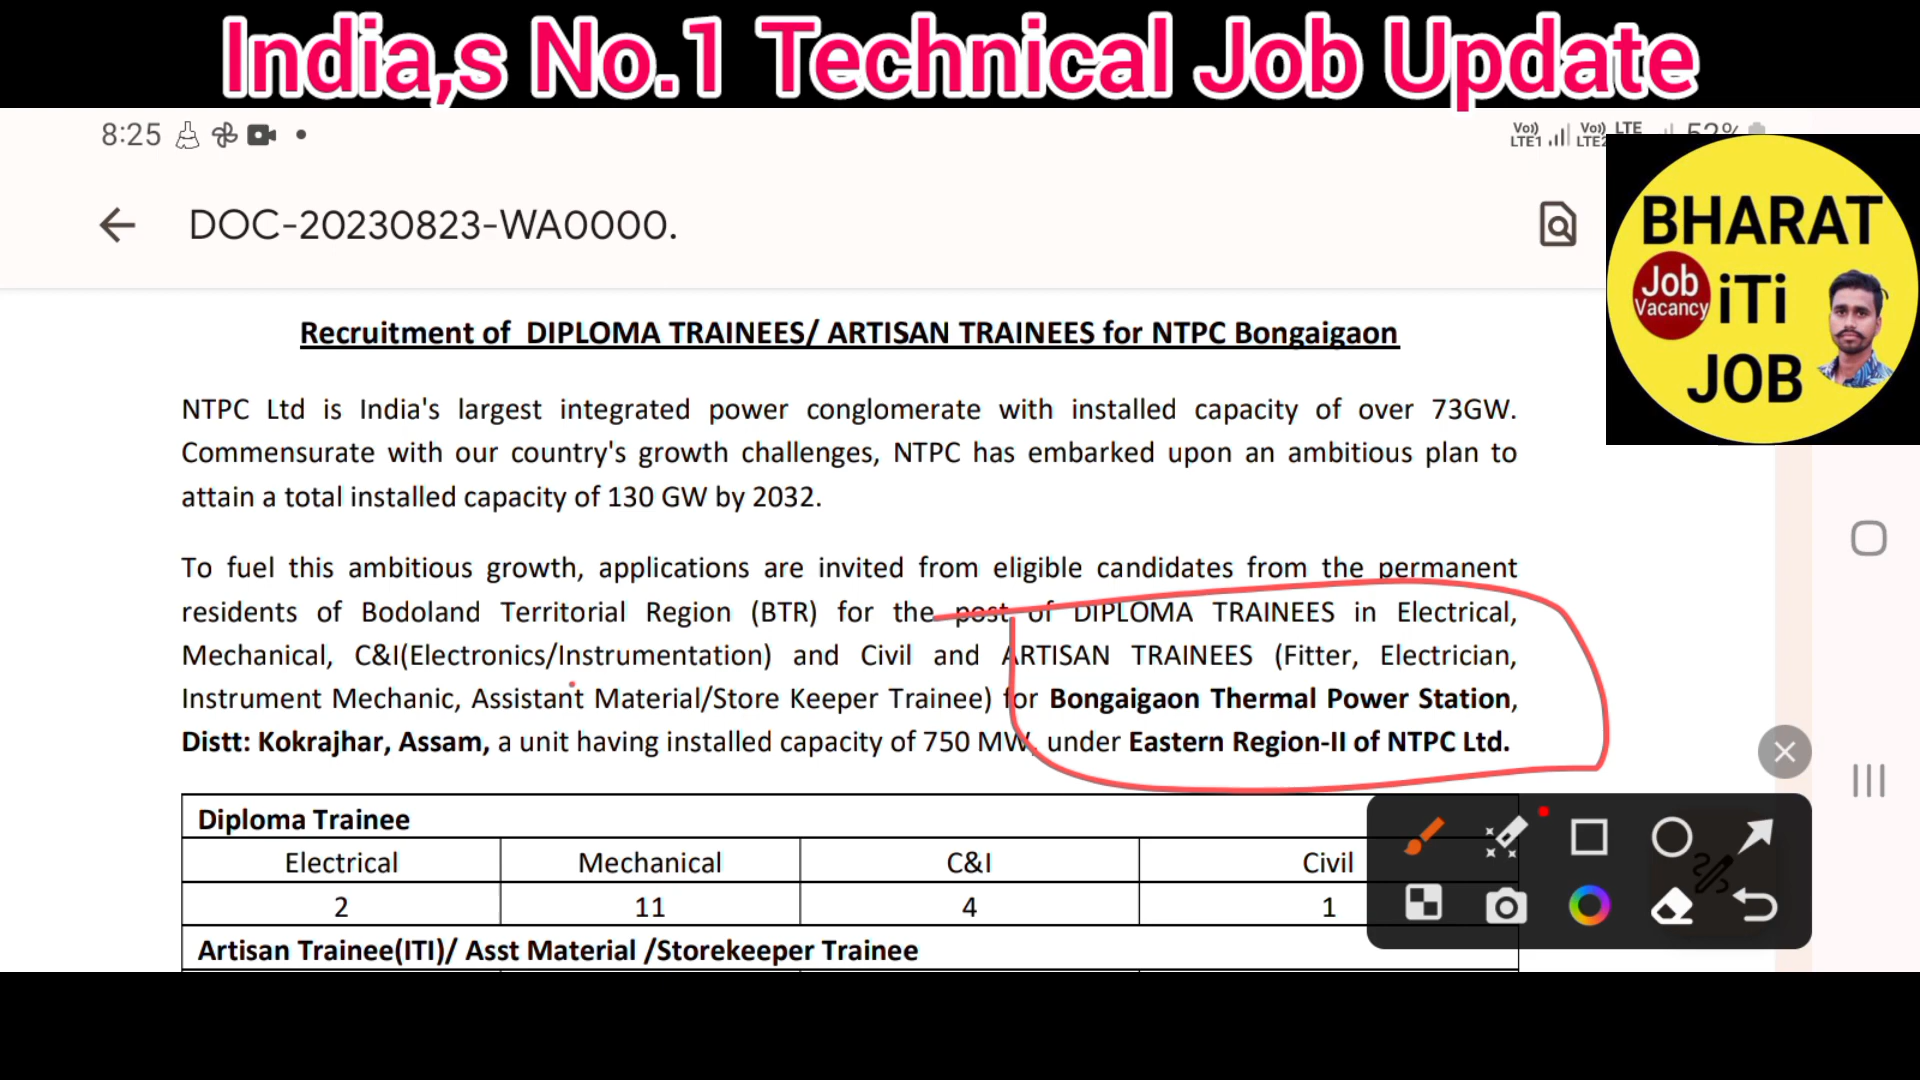 India,s No.1 Technical Job Update
8:25
Vo)) LTE1 Vo)) LTE LTE2 52%
DOC-20230823-WA0000.
BHARAT
Job Vacancy
iTi
JOB
Recruitment of DIPLOMA TRAINEES/ ARTISAN TRAINEES for NTPC Bongaigaon
NTPC Ltd is India's largest integrated power conglomerate with installed capacity of over 73GW.
Commensurate with our country's growth challenges, NTPC has embarked upon an ambitious plan to
attain a total installed capacity of 130 GW by 2032.
To fuel this ambitious growth, applications are invited from eligible candidates from the permanent
residents of Bodoland Territorial Region (BTR) for the post of DIPLOMA TRAINEES in Electrical,
Mechanical, C&I(Electronics/Instrumentation) and Civil and ARTISAN TRAINEES (Fitter, Electrician,
Instrument Mechanic, Assistant Material/Store Keeper Trainee) for Bongaigaon Thermal Power Station,
Distt: Kokrajhar, Assam, a unit having installed capacity of 750 MW, under Eastern Region-II of NTPC Ltd.
Diploma Trainee
Electrical Mechanical C&I Civil
2 11 4 1
Artisan Trainee(ITI)/ Asst Material /Storekeeper Trainee